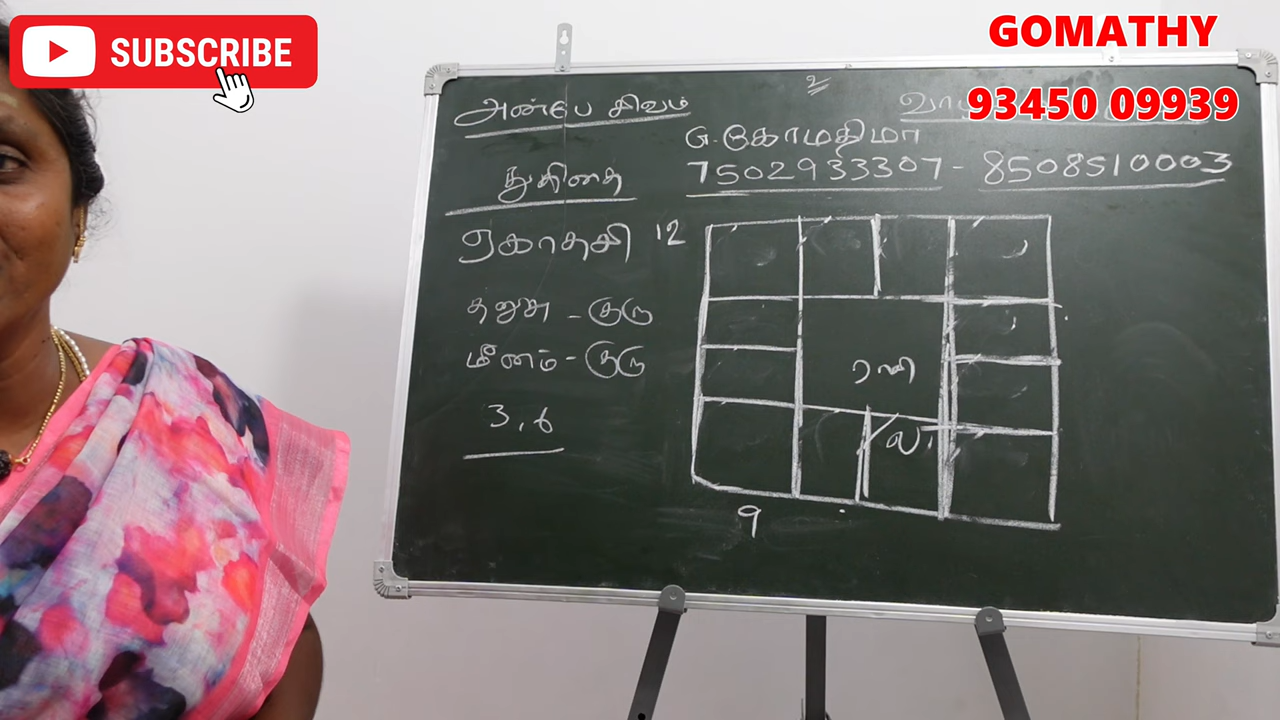 SUBSCRIBE
GOMATHY
93450 09939
உ
அன்பே சிவம்
G.கோமதிமா
7502933307 - 8508510003
துகிதை
ஏகாதசி
12
தனுசு - குரு
மீனம் - குரு
3, 6
ராசி
ல
9